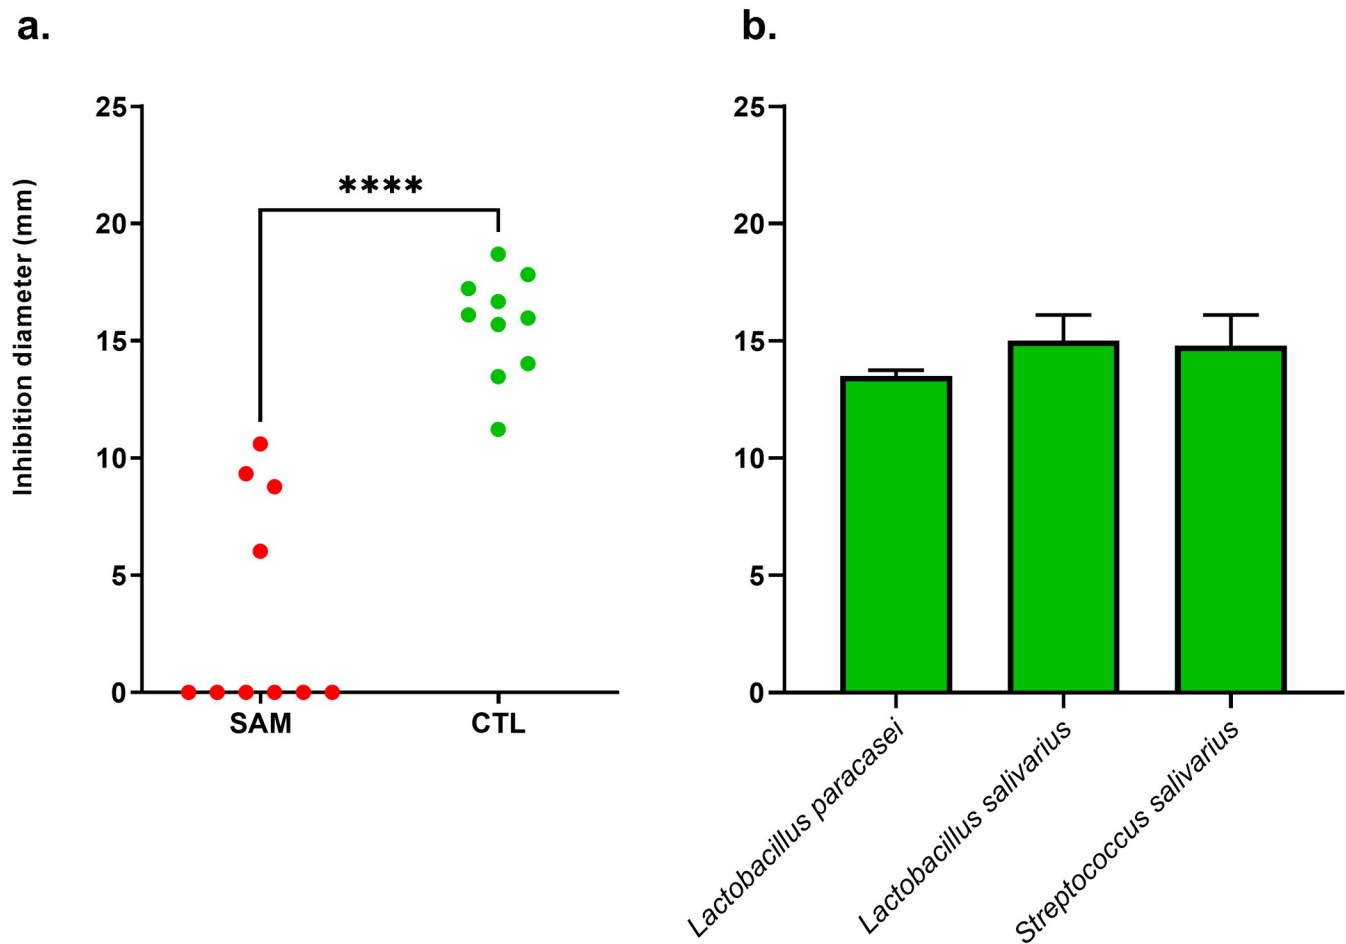 a.
Inhibition diameter (mm)
25
20
15
10
5
0
****
SAM
CTL
b.
25
20
15
10
5
0
Lactobacillus paracasei
Lactobacillus salivarius
Streptococcus salivarius